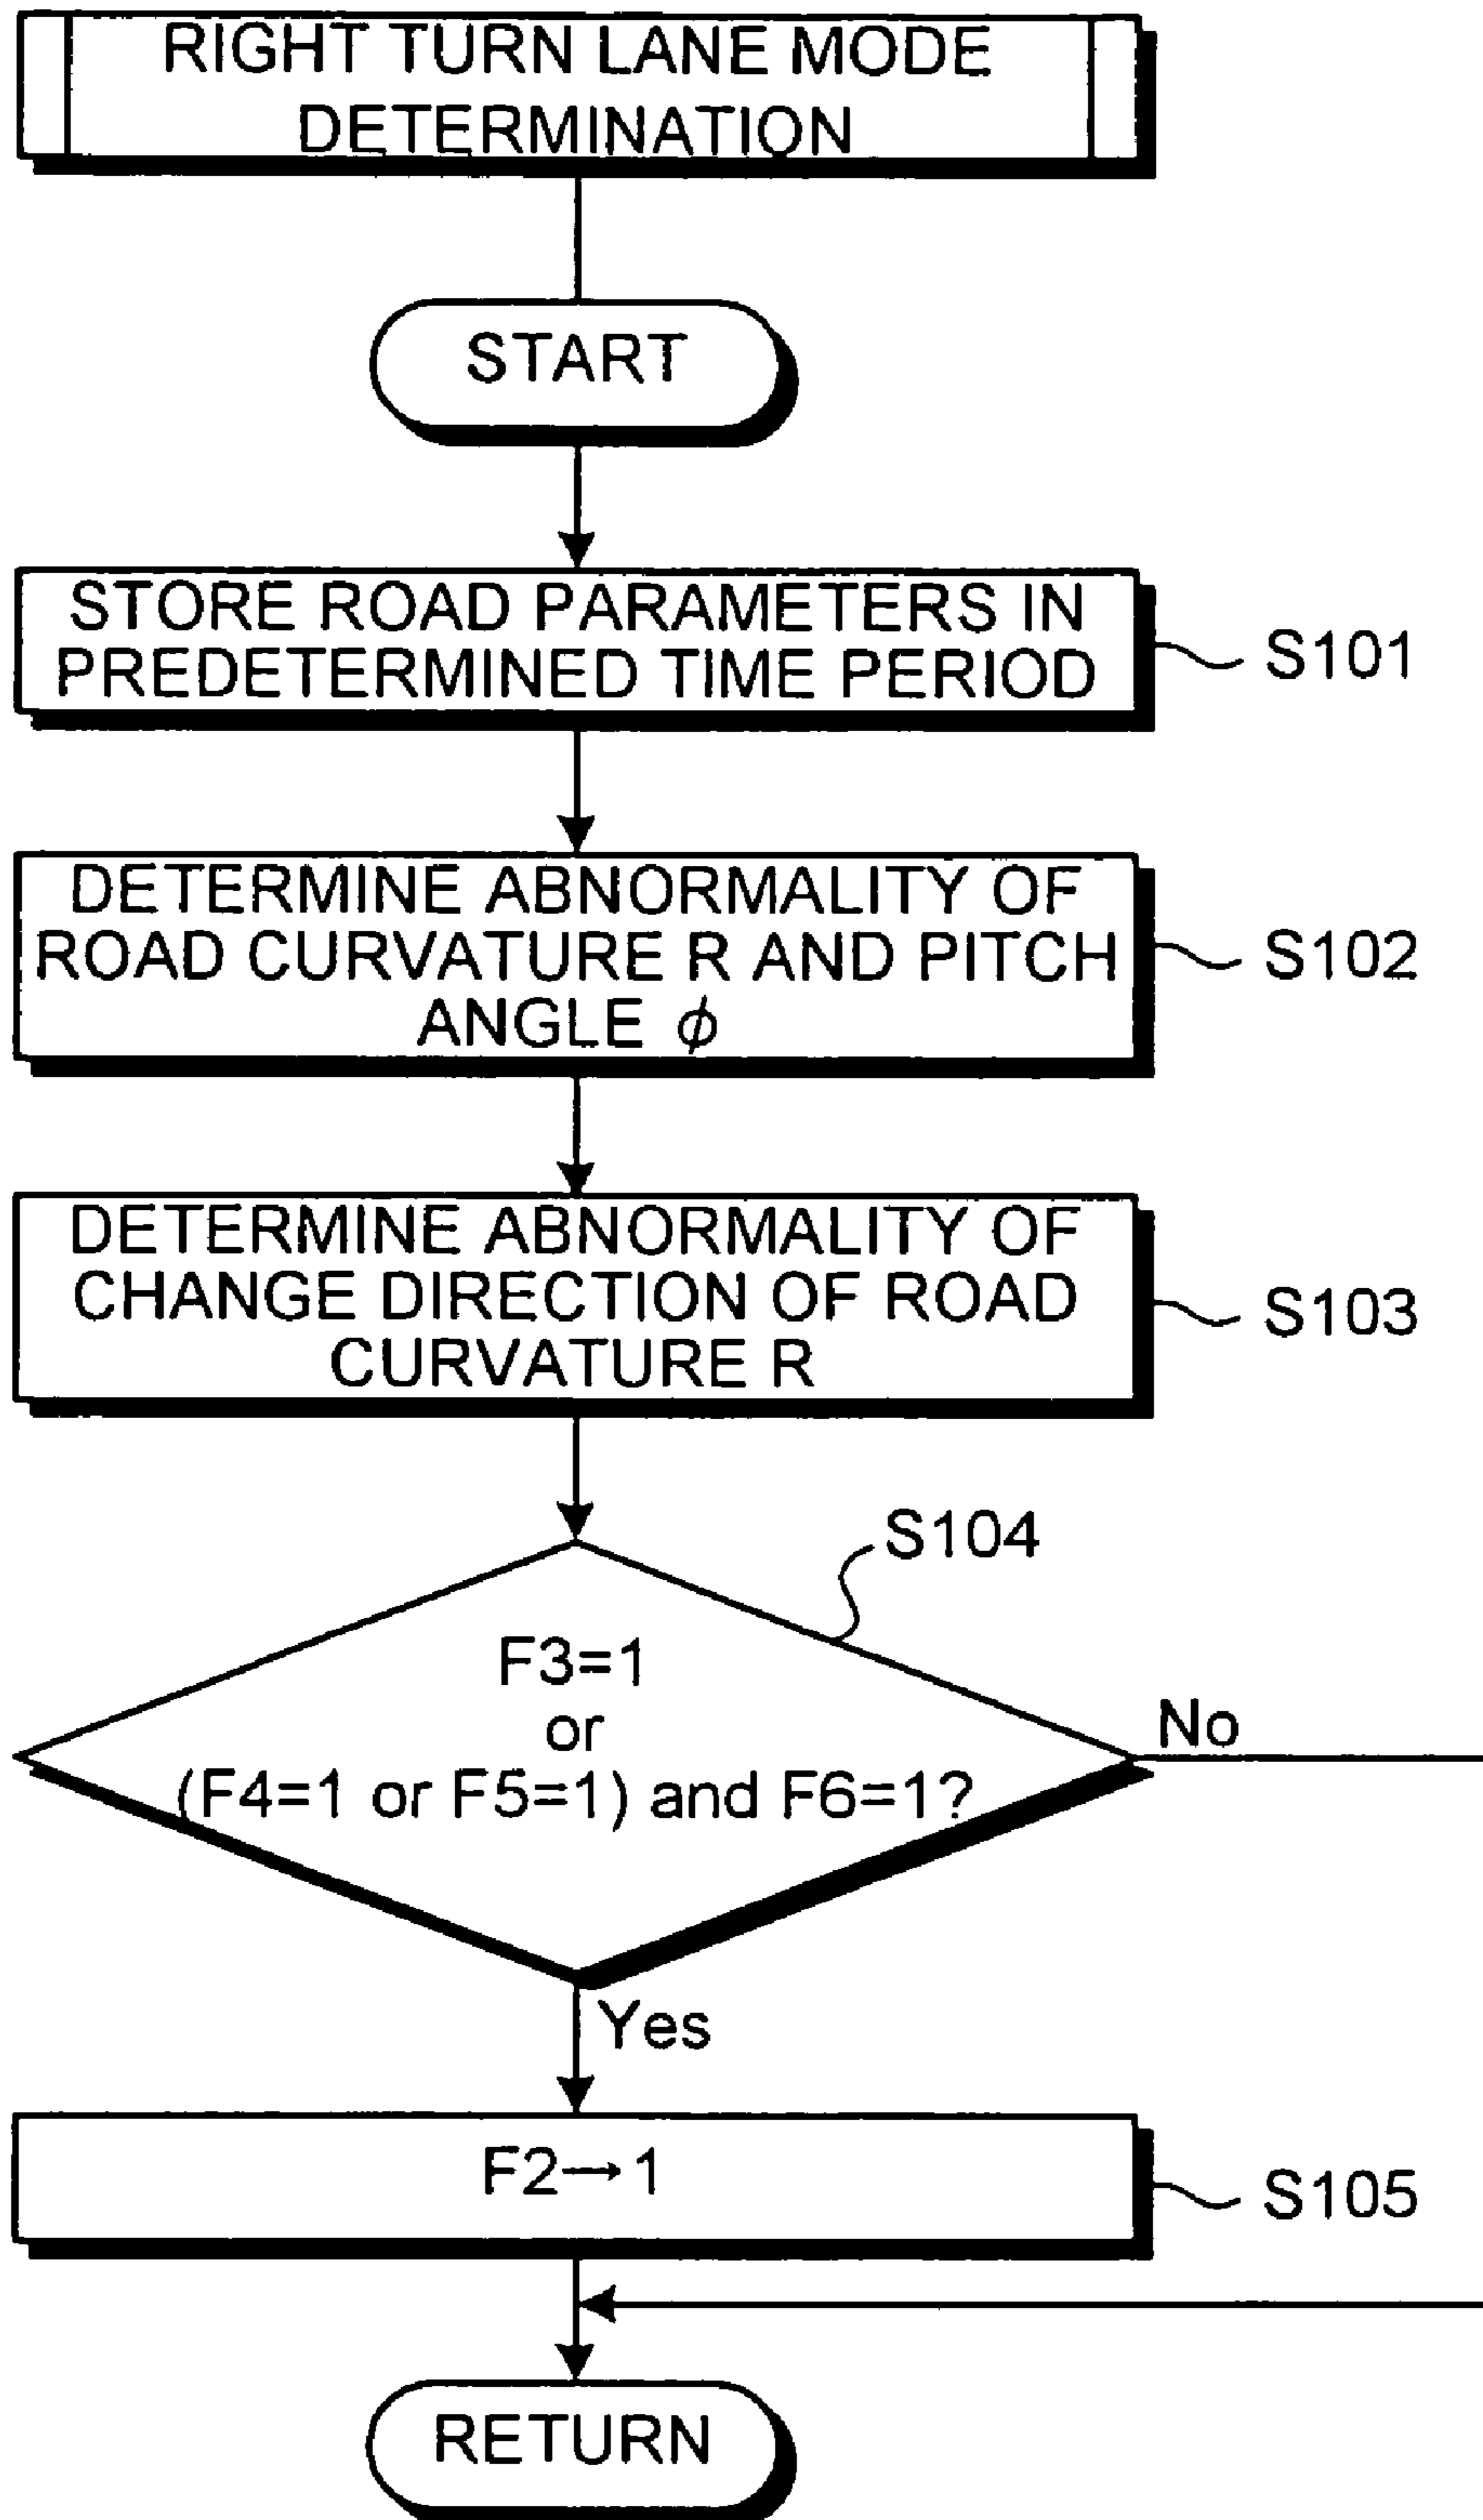 RIGHT TURN LANE MODE
DETERMINATION
START
STORE ROAD PARAMETERS IN
PREDETERMINED TIME PERIOD
S101
DETERMINE ABNORMALITY OF
ROAD CURVATURE R AND PITCH
ANGLE ϕ
S102
DETERMINE ABNORMALITY OF
CHANGE DIRECTION OF ROAD
CURVATURE R
S103
S104
F3=1
or
(F4=1 or F5=1) and F6=1?
No
Yes
F2→1
S105
RETURN